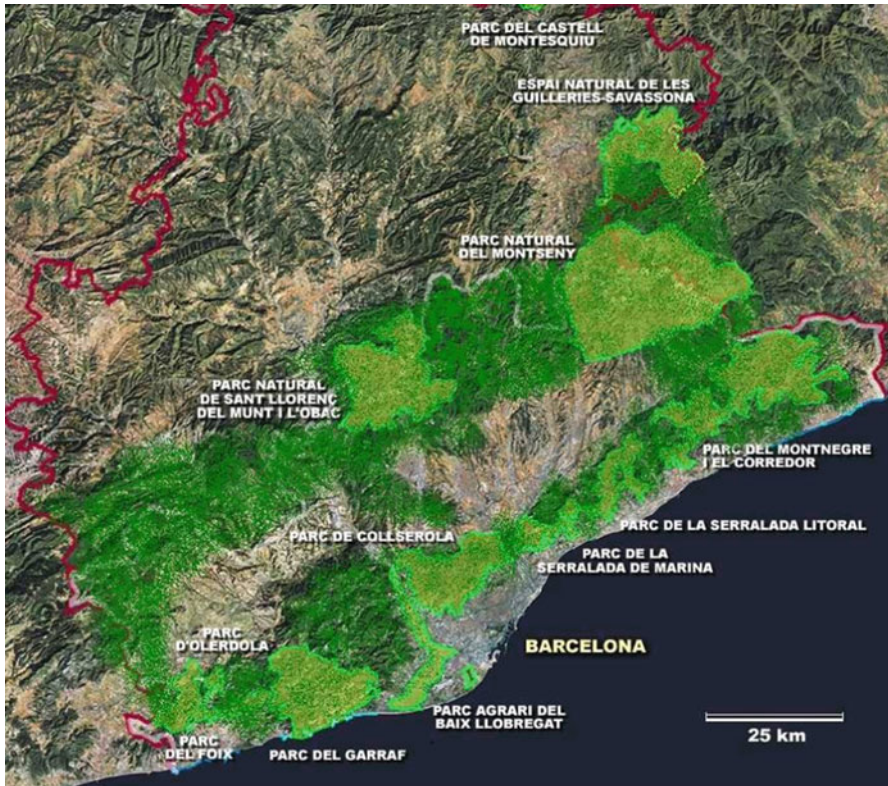 PARC DEL CASTELL
DE MONTESQUIU
ESPAI NATURAL DE LES
GUILLERIES-SAVASSONA
PARC NATURAL
DEL MONTSENY
PARC NATURAL
DE SANT LLORENÇ
DEL MUNT I L'OBAC
PARC DEL MONTNEGRE
I EL CORREDOR
PARC DE COLLSEROLA
PARC DE LA SERRALADA LITORAL
PARC DE LA
SERRALADA DE MARINA
PARC
D'OLERDOLA
BARCELONA
PARC AGRARI DEL
BAIX LLOBREGAT
PARC
DEL FOIX
PARC DEL GARRAF
25 km